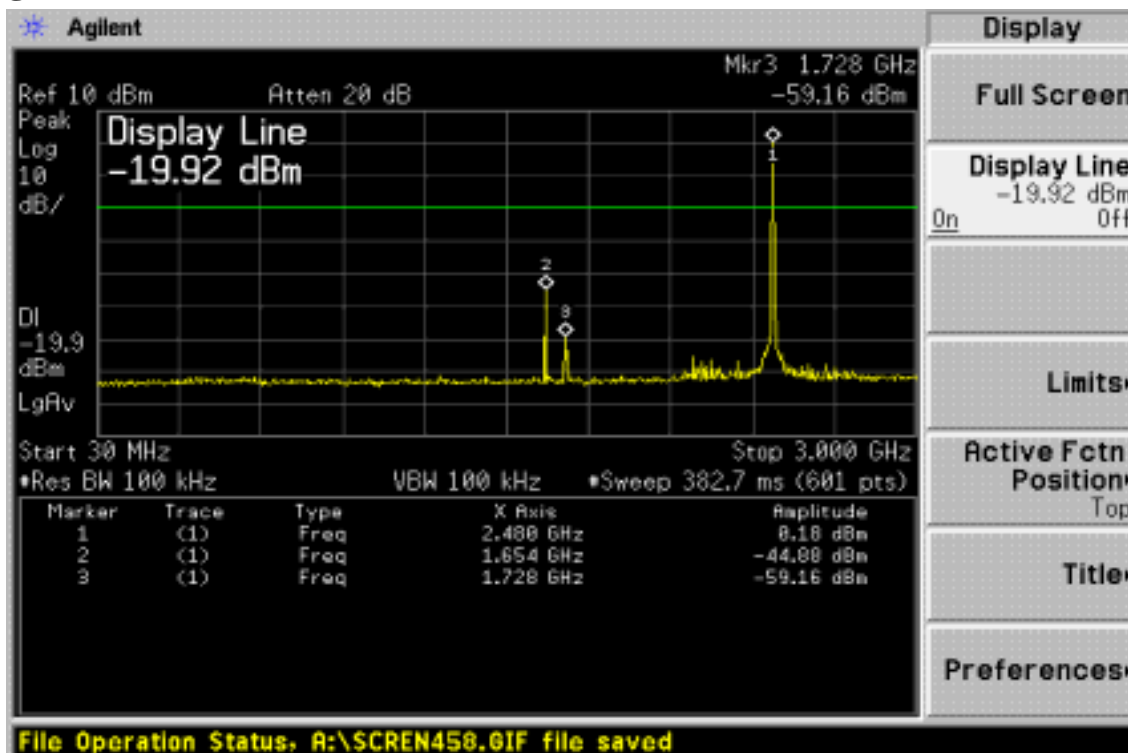 Agilent
Display
Mkr3 1.728 GHz
Ref 10 dBm Atten 20 dB -59.16 dBm
Peak
Log
10
dB/
Display Line
-19.92 dBm
1
2
3
DI
-19.9
dBm
LgAv
Start 30 MHz Stop 3.000 GHz
#Res BW 100 kHz VBW 100 kHz #Sweep 382.7 ms (601 pts)
Marker Trace Type X Axis Amplitude
1 (1) Freq 2.480 GHz 0.18 dBm
2 (1) Freq 1.654 GHz -44.88 dBm
3 (1) Freq 1.728 GHz -59.16 dBm
Full Screen
Display Line
-19.92 dBm
On Off
Limits
Active Fctn
Position
Top
Title
Preferences
File Operation Status, A:\SCREN458.GIF file saved